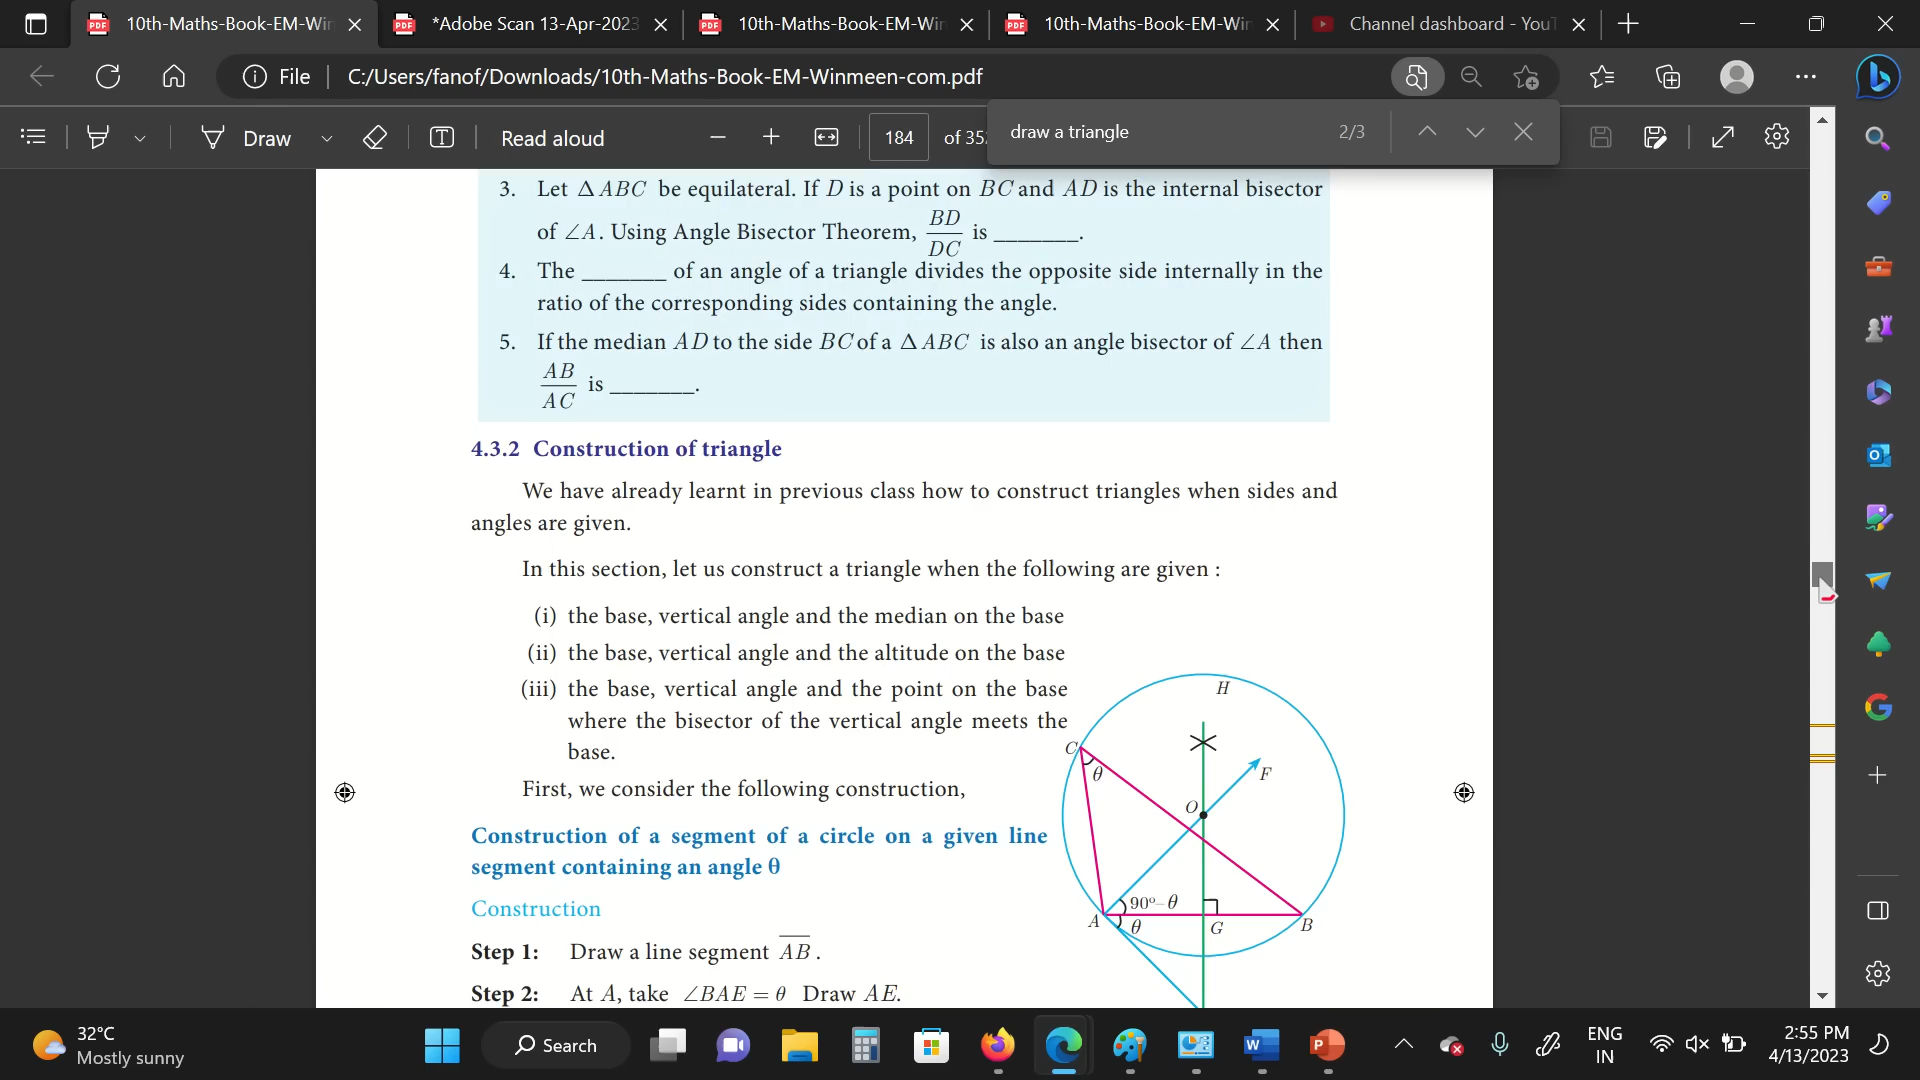 10th-Maths-Book-EM-Win
*Adobe Scan 13-Apr-2023
10th-Maths-Book-EM-Win
10th-Maths-Book-EM-Win
Channel dashboard - YouT
File
C:/Users/fanof/Downloads/10th-Maths-Book-EM-Winmeen-com.pdf
Draw
Read aloud
184
of 35
draw a triangle
2/3
3. Let Δ ABC be equilateral. If D is a point on BC and AD is the internal bisector
of ∠A. Using Angle Bisector Theorem, BD/DC is _______.
4. The _______ of an angle of a triangle divides the opposite side internally in the
ratio of the corresponding sides containing the angle.
5. If the median AD to the side BC of a Δ ABC is also an angle bisector of ∠A then
AB/AC is _______.
4.3.2 Construction of triangle
We have already learnt in previous class how to construct triangles when sides and
angles are given.
In this section, let us construct a triangle when the following are given :
(i) the base, vertical angle and the median on the base
(ii) the base, vertical angle and the altitude on the base
(iii) the base, vertical angle and the point on the base
where the bisector of the vertical angle meets the
base.
First, we consider the following construction,
Construction of a segment of a circle on a given line
segment containing an angle θ
Construction
Step 1: Draw a line segment A̅B̅ .
Step 2: At A, take ∠BAE = θ Draw AE.
H
C
θ
F
O
90°–θ
A
θ
G
B
32°C
Mostly sunny
Search
ENG
IN
2:55 PM
4/13/2023